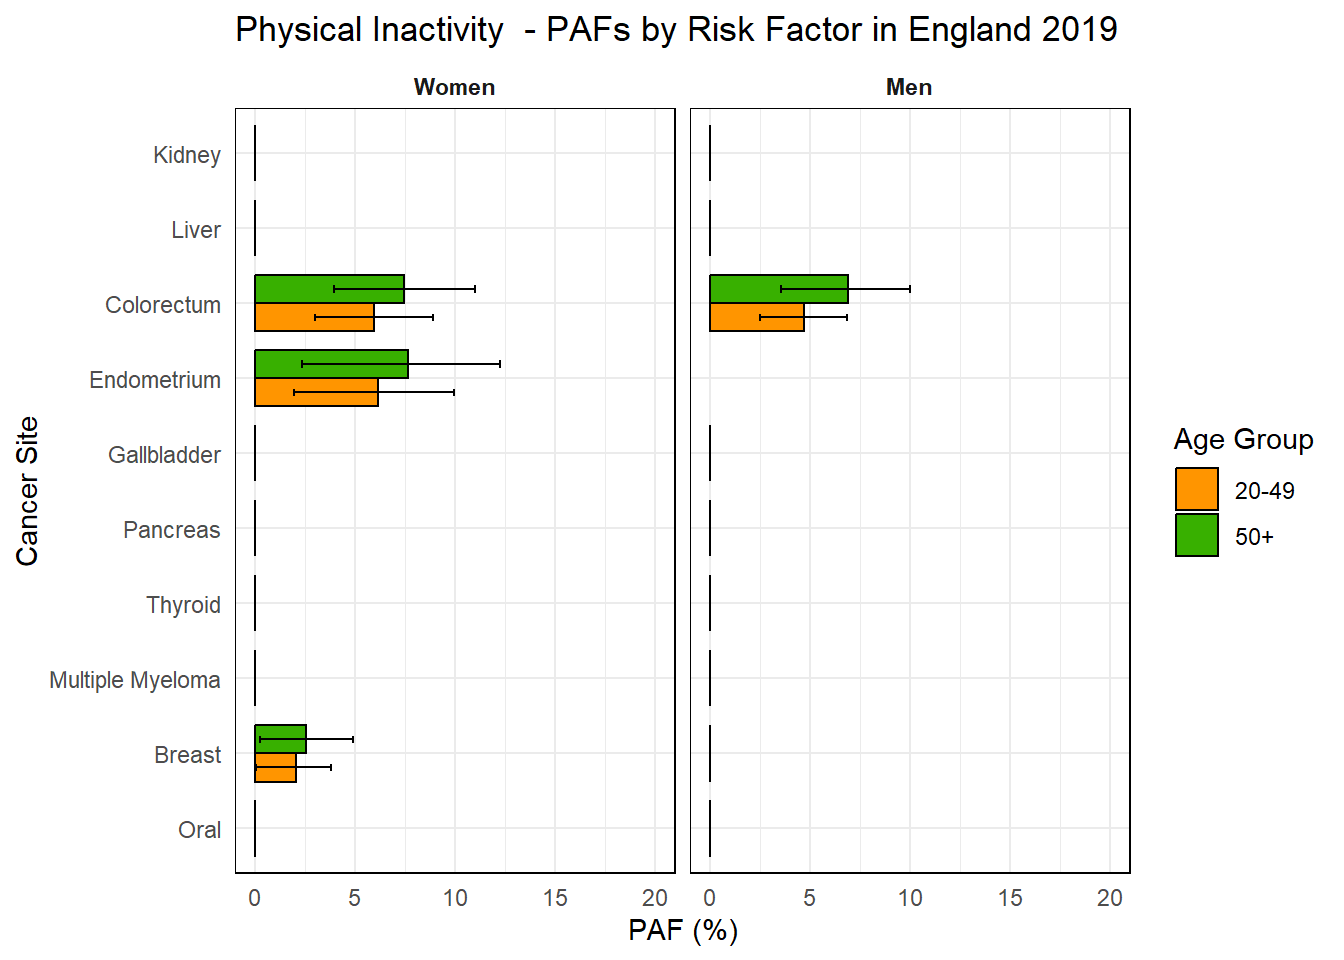 Physical Inactivity  - PAFs by Risk Factor in England 2019
Women
Men
Kidney
Liver
Colorectum
Endometrium
Gallbladder
Pancreas
Thyroid
Multiple Myeloma
Breast
Oral
Cancer Site
0 5 10 15 20
0 5 10 15 20
PAF (%)
Age Group
20-49
50+